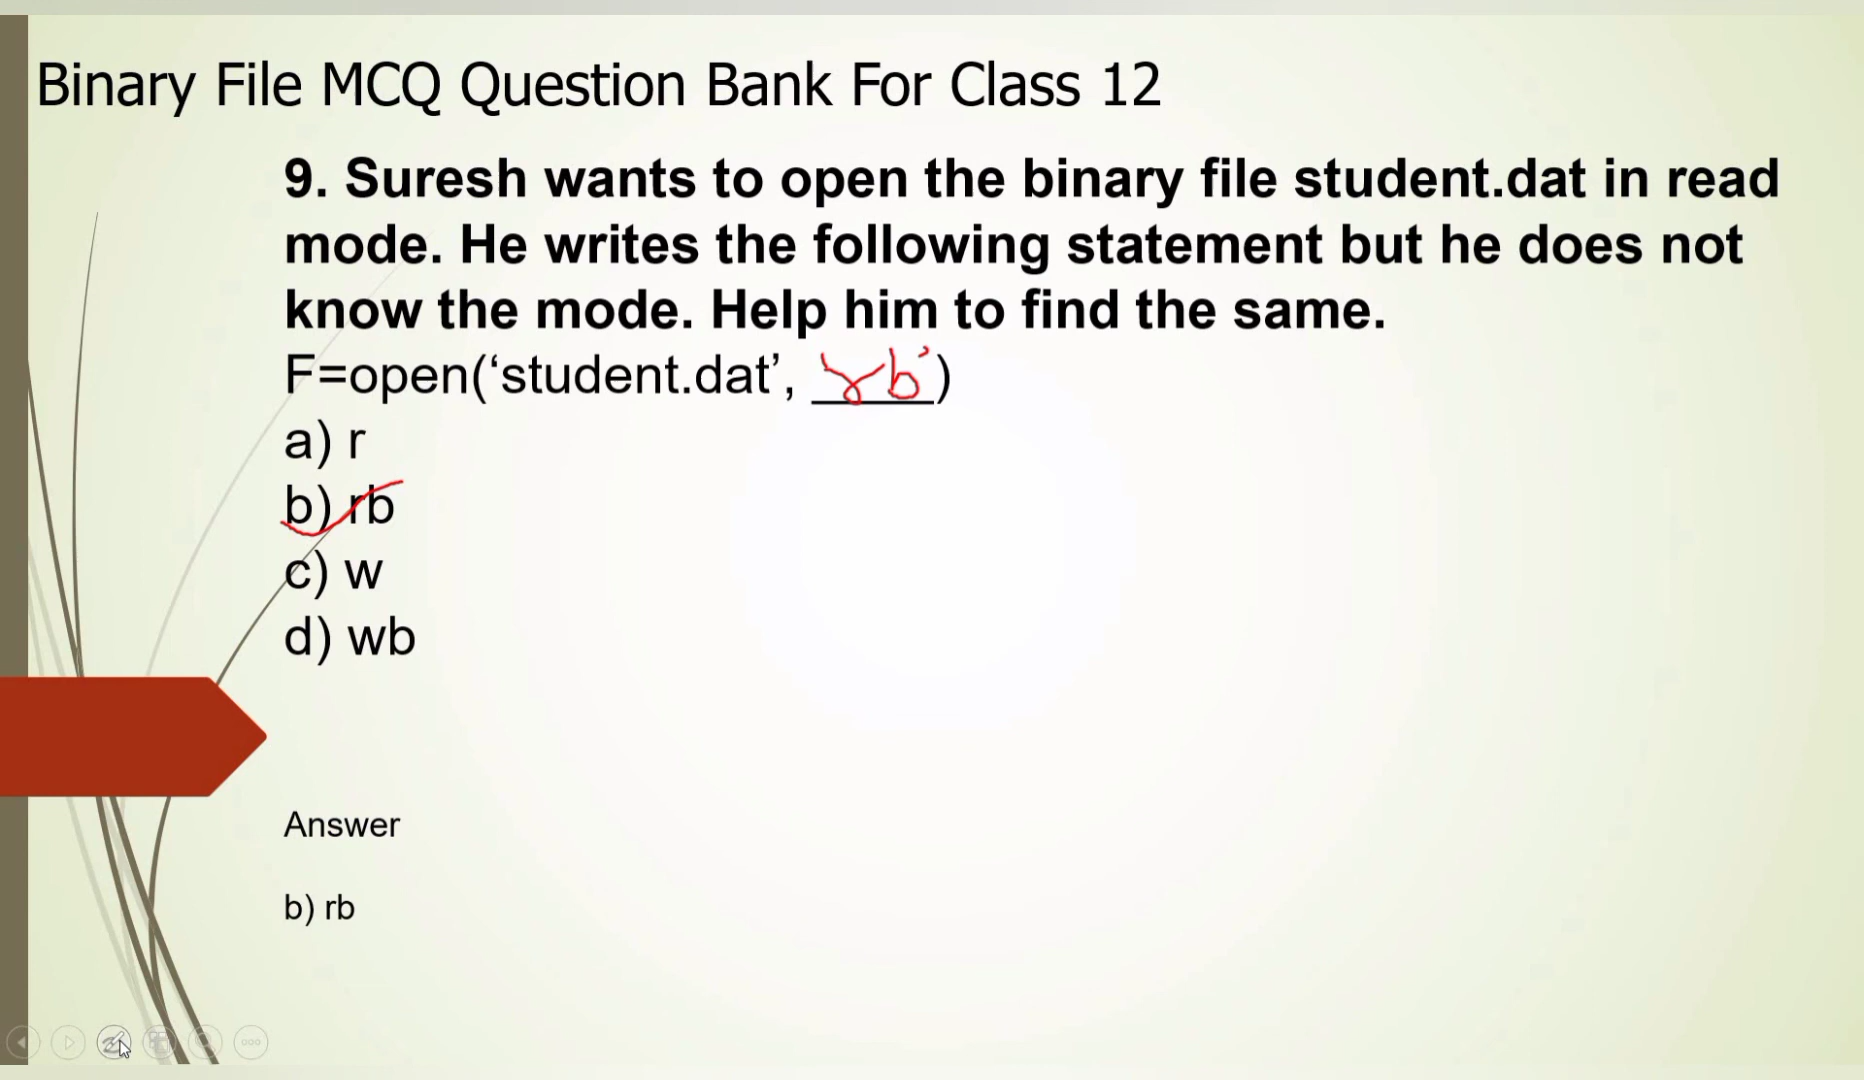 Binary File MCQ Question Bank For Class 12
9. Suresh wants to open the binary file student.dat in read
mode. He writes the following statement but he does not
know the mode. Help him to find the same.
F=open(‘student.dat’, ‘rb’)
a) r
b) rb
c) w
d) wb
Answer
b) rb